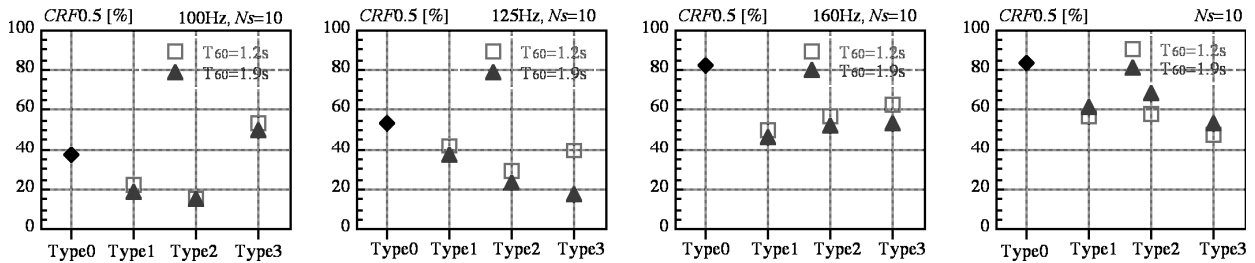 CRF0.5 [%] 100Hz, Ns=10
100
80
60
40
20
0
T60=1.2s
T60=1.9s
Type0 Type1 Type2 Type3
CRF0.5 [%] 125Hz, Ns=10
100
80
60
40
20
0
T60=1.2s
T60=1.9s
Type0 Type1 Type2 Type3
CRF0.5 [%] 160Hz, Ns=10
100
80
60
40
20
0
T60=1.2s
T60=1.9s
Type0 Type1 Type2 Type3
CRF0.5 [%] Ns=10
100
80
60
40
20
0
T60=1.2s
T60=1.9s
Type0 Type1 Type2 Type3